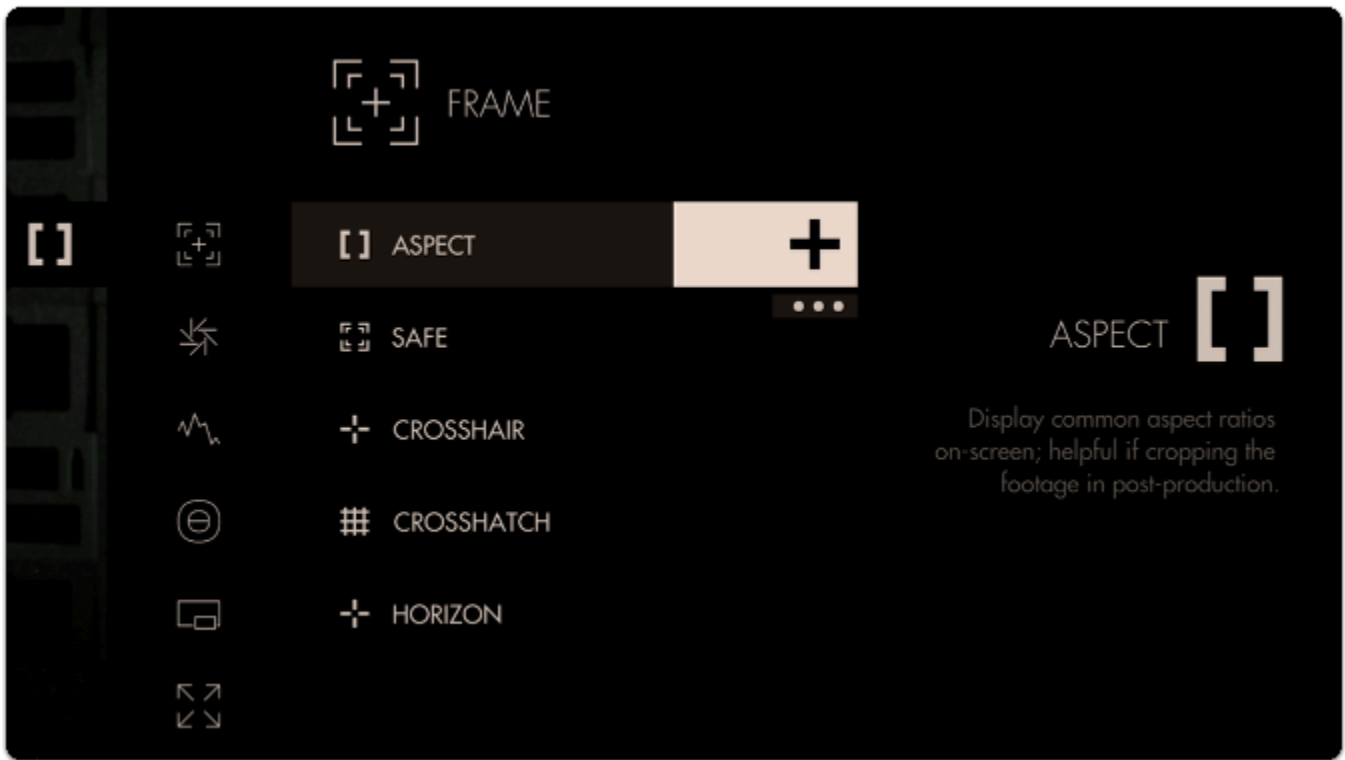 FRAME
ASPECT
SAFE
CROSSHAIR
CROSSHATCH
HORIZON
ASPECT
Display common aspect ratios
on-screen; helpful if cropping the
footage in post-production.